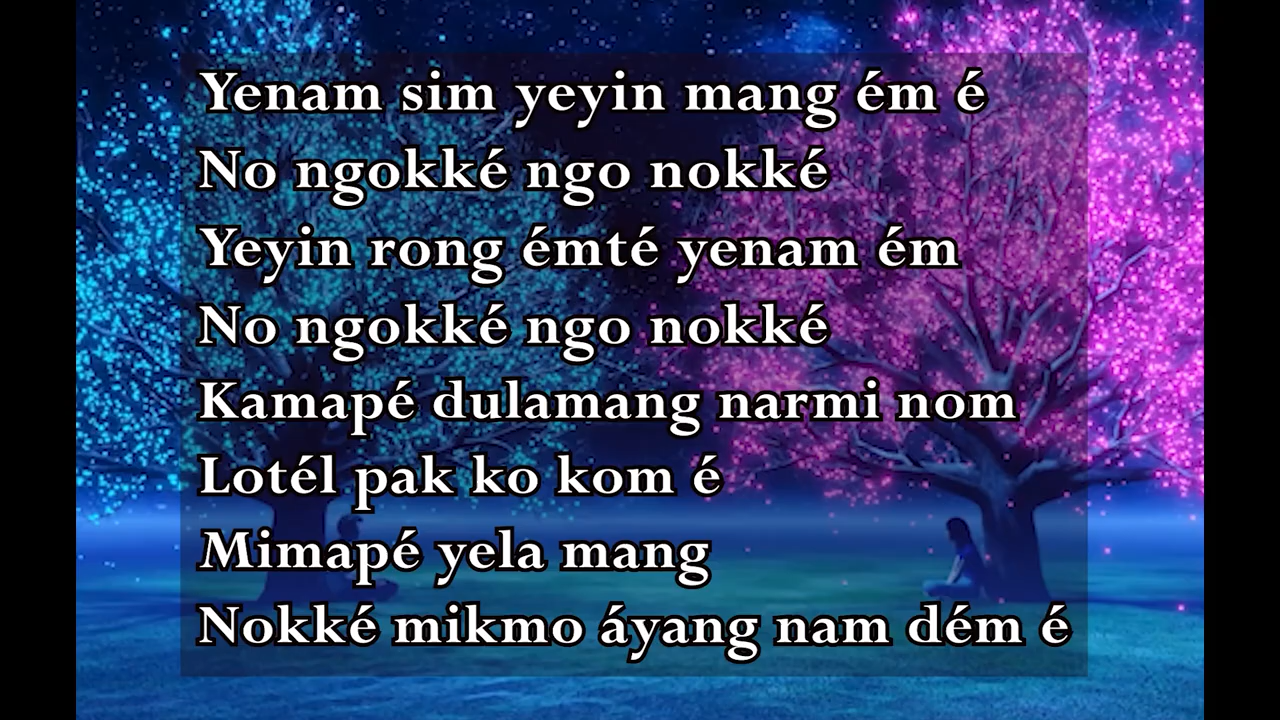 Yenam sim yeyin mang ém é
No ngokké ngo nokké
Yeyin rong émté yenam ém
No ngokké ngo nokké
Kamapé dulamang narmi nom
Lotél pak ko kom é
Mimapé yela mang
Nokké mikmo áyang nam dém é